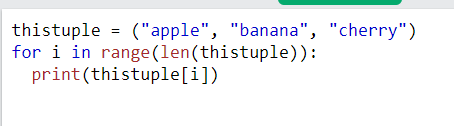 thistuple = ("apple", "banana", "cherry")
for i in range(len(thistuple)):
  print(thistuple[i])